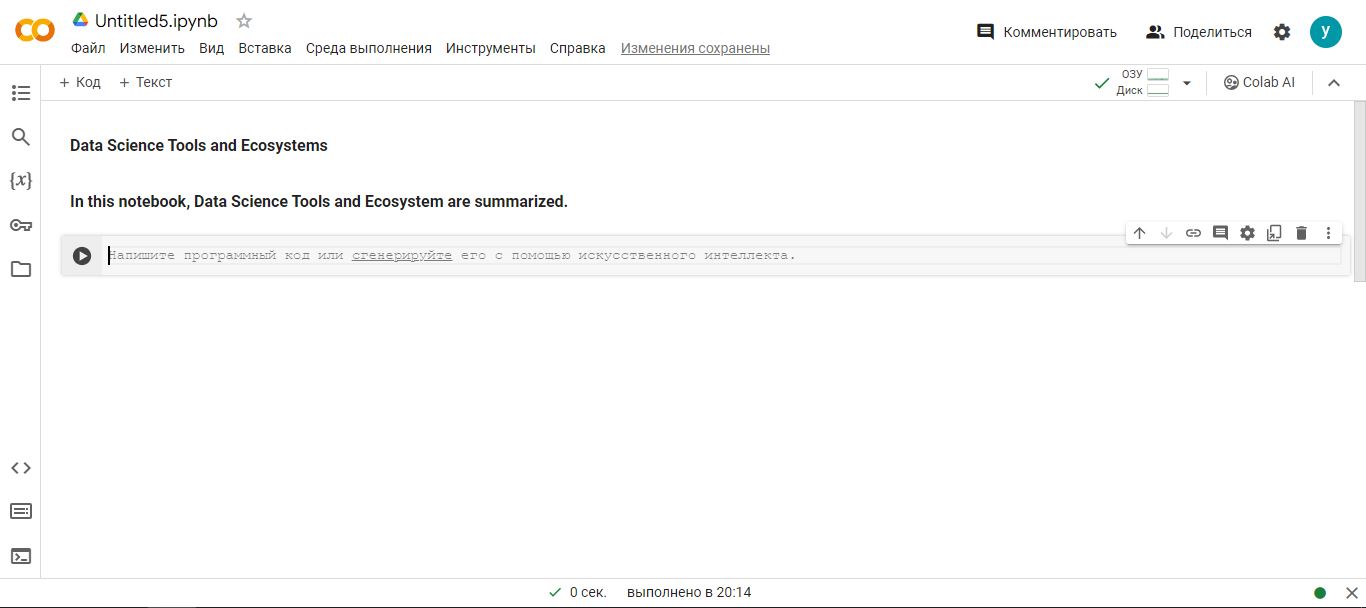 Untitled5.ipynb
Файл Изменить Вид Вставка Среда выполнения Инструменты Справка Изменения сохранены
Комментировать Поделиться y
+ Код + Текст
ОЗУ
Диск
Colab AI
Data Science Tools and Ecosystems
In this notebook, Data Science Tools and Ecosystem are summarized.
Напишите программный код или сгенерируйте его с помощью искусственного интеллекта.
0 сек. выполнено в 20:14